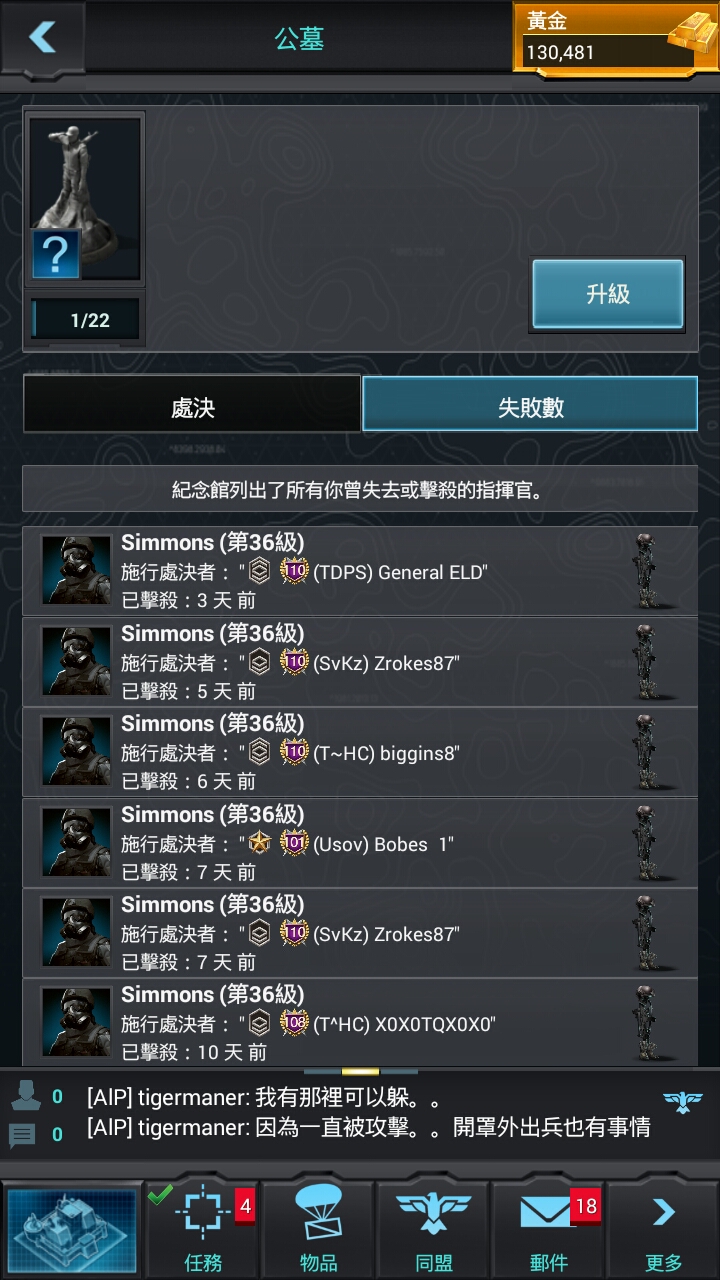 公墓
黃金
130,481
?
1/22
升級
處決
失敗數
紀念館列出了所有你曾失去或擊殺的指揮官。
Simmons (第36級)
施行處決者： " 110 (TDPS) General ELD"
已擊殺：3 天 前
Simmons (第36級)
施行處決者： " 110 (SvKz) Zrokes87"
已擊殺：5 天 前
Simmons (第36級)
施行處決者： " 110 (T~HC) biggins8"
已擊殺：6 天 前
Simmons (第36級)
施行處決者： " 101 (Usov) Bobes 1"
已擊殺：7 天 前
Simmons (第36級)
施行處決者： " 110 (SvKz) Zrokes87"
已擊殺：7 天 前
Simmons (第36級)
施行處決者： " 108 (T^HC) X0X0TQX0X0"
已擊殺：10 天 前
0 [AlP] tigermaner: 我有那裡可以躲。。
0 [AlP] tigermaner: 因為一直被攻擊。。開罩外出兵也有事情
4
18
任務
物品
同盟
郵件
更多